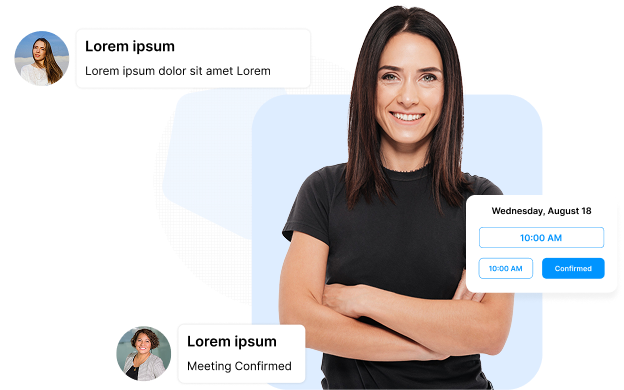 Lorem ipsum
Lorem ipsum dolor sit amet Lorem
Wednesday, August 18
10:00 AM
10:00 AM
Confirmed
Lorem ipsum
Meeting Confirmed